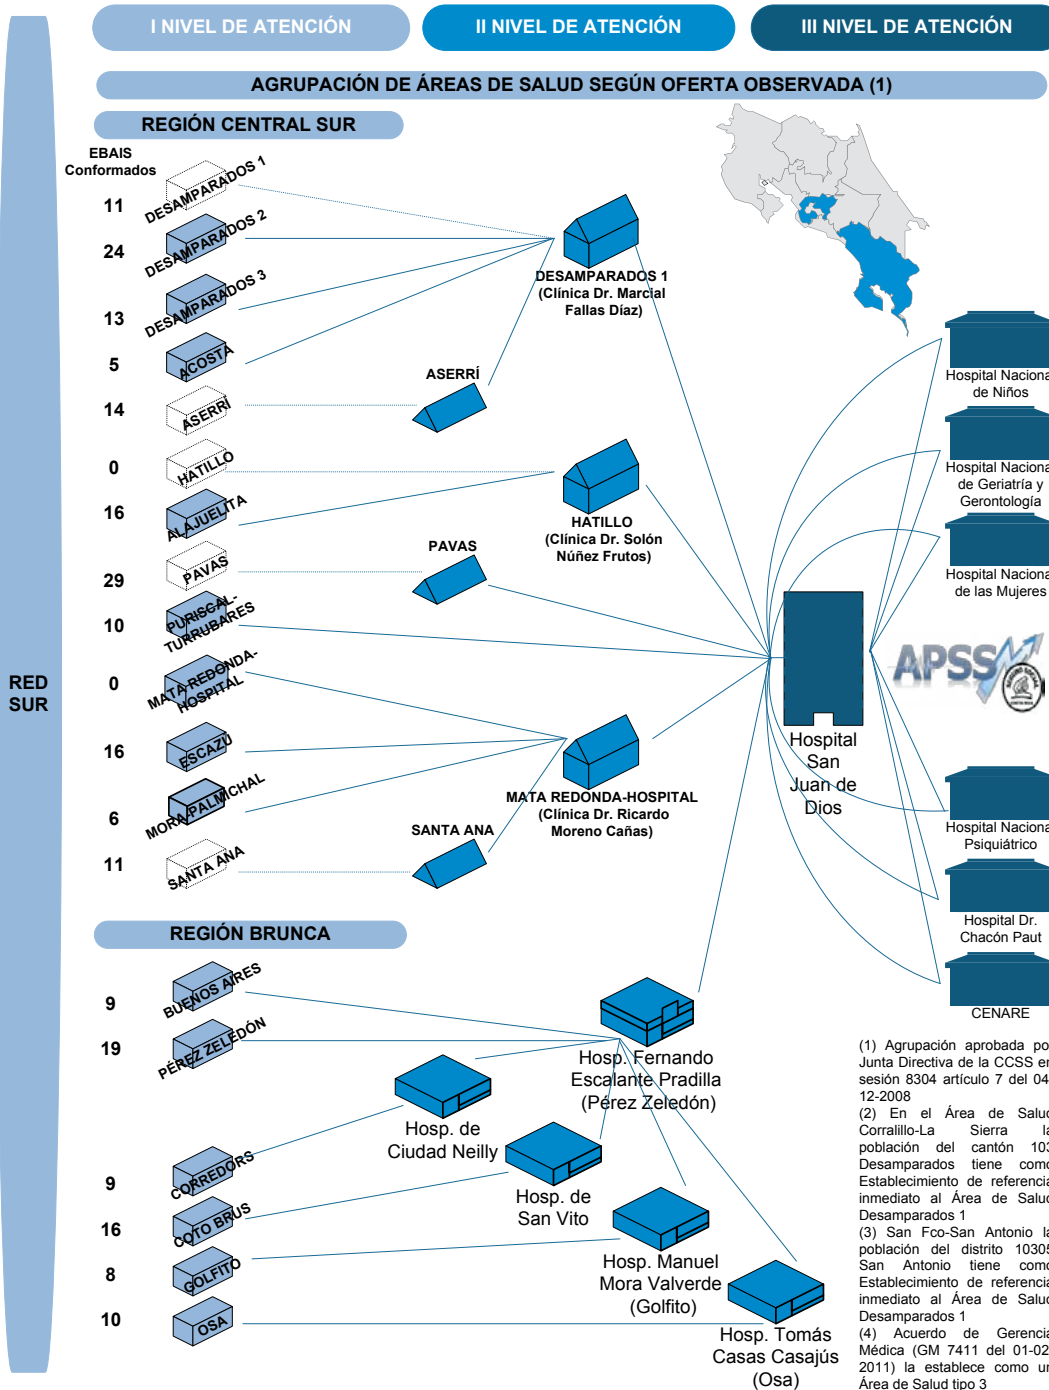 I NIVEL DE ATENCIÓN
II NIVEL DE ATENCIÓN
III NIVEL DE ATENCIÓN
AGRUPACIÓN DE ÁREAS DE SALUD SEGÚN OFERTA OBSERVADA (1)
REGIÓN CENTRAL SUR
EBAIS
Conformados
11
DESAMPARADOS 1
24
DESAMPARADOS 2
13
DESAMPARADOS 3
5
ACOSTA
14
ASERRÍ
0
HATILLO
16
ALAJUELITA
29
PAVAS
10
PURISCAL-
TURRUBARES
0
MATA REDONDA-
HOSPITAL
16
ESCAZÚ
6
MORA-PALMICHAL
11
SANTA ANA
RED
SUR
DESAMPARADOS 1
(Clínica Dr. Marcial
Fallas Díaz)
ASERRÍ
HATILLO
(Clínica Dr. Solón
Núñez Frutos)
PAVAS
MATA REDONDA-HOSPITAL
(Clínica Dr. Ricardo
Moreno Cañas)
SANTA ANA
Hospital
San
Juan de
Dios
Hospital Naciona
de Niños
Hospital Naciona
de Geriatría y
Gerontología
Hospital Naciona
de las Mujeres
APSS
Hospital Naciona
Psiquiátrico
Hospital Dr.
Chacón Paut
CENARE
REGIÓN BRUNCA
9
BUENOS AIRES
19
PÉREZ ZELEDÓN
9
CORREDORS
16
COTO BRUS
8
GOLFITO
10
OSA
Hosp. Fernando
Escalante Pradilla
(Pérez Zeledón)
Hosp. de
Ciudad Neilly
Hosp. de
San Vito
Hosp. Manuel
Mora Valverde
(Golfito)
Hosp. Tomás
Casas Casajús
(Osa)
(1) Agrupación aprobada po
Junta Directiva de la CCSS en
sesión 8304 artículo 7 del 04
12-2008
(2) En el Área de Salud
Corralillo-La Sierra la
población del cantón 103
Desamparados tiene como
Establecimiento de referencia
inmediato al Área de Salud
Desamparados 1
(3) San Fco-San Antonio la
población del distrito 10305
San Antonio tiene como
Establecimiento de referencia
inmediato al Área de Salud
Desamparados 1
(4) Acuerdo de Gerencia
Médica (GM 7411 del 01-02
2011) la establece como un
Área de Salud tipo 3